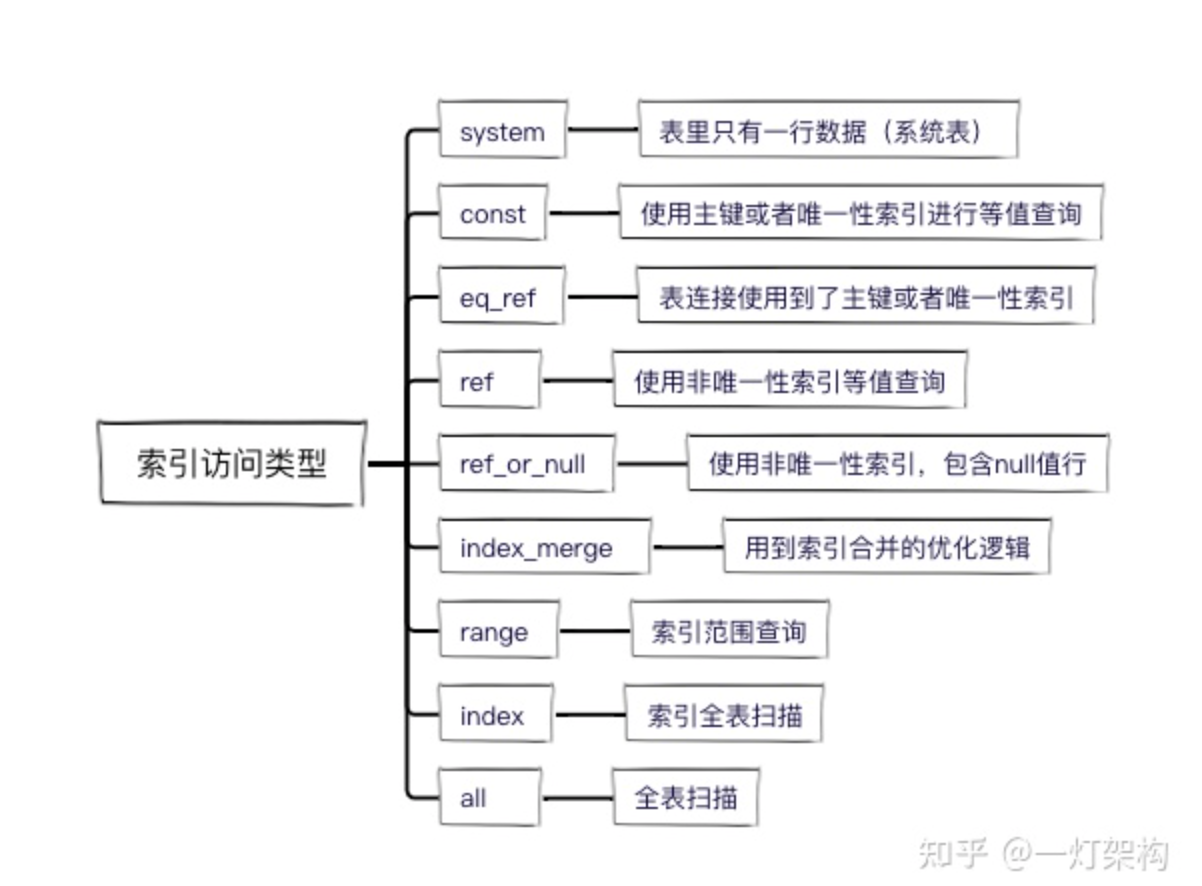 system
表里只有一行数据（系统表）
const
使用主键或者唯一性索引进行等值查询
eq_ref
表连接使用到了主键或者唯一性索引
ref
使用非唯一性索引等值查询
索引访问类型
ref_or_null
使用非唯一性索引，包含null值行
index_merge
用到索引合并的优化逻辑
range
索引范围查询
index
索引全表扫描
all
全表扫描
知乎 @一灯架构